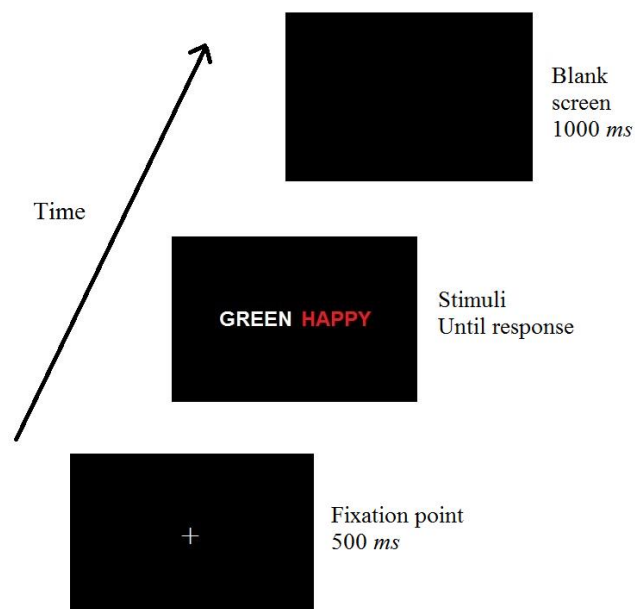 Blank
screen
1000 ms
Time
GREEN HAPPY
Stimuli
Until response
Fixation point
500 ms